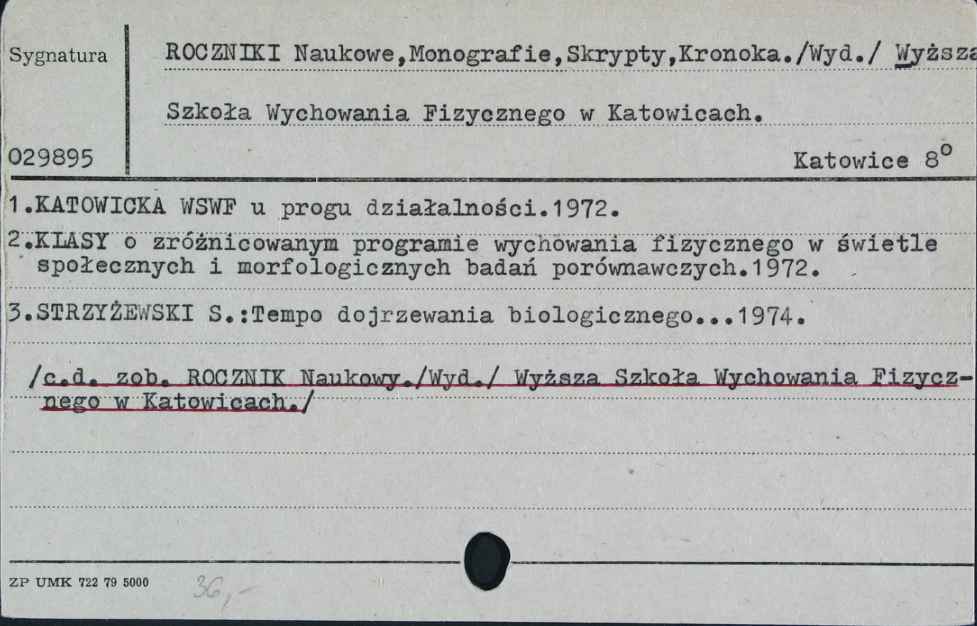 Sygnatura
ROCZNIKI Naukowe,Monografie,Skrypty,Kronoka./Wyd./ Wyższa
Szkoła Wychowania Fizycznego w Katowicach.
029895
Katowice 8°
1.KATOWICKA WSWF u progu działalności.1972.
2.KLASY o zróżnicowanym programie wychowania fizycznego w świetle
społecznych i morfologicznych badań porównawczych.1972.
3.STRZYŻEWSKI S.:Tempo dojrzewania biologicznego...1974.
/c.d. zob. ROCZNIK Naukowy./Wyd./ Wyższa Szkoła Wychowania Fizycz-
nego w Katowicach./
ZP UMK 722 79 5000
36,-